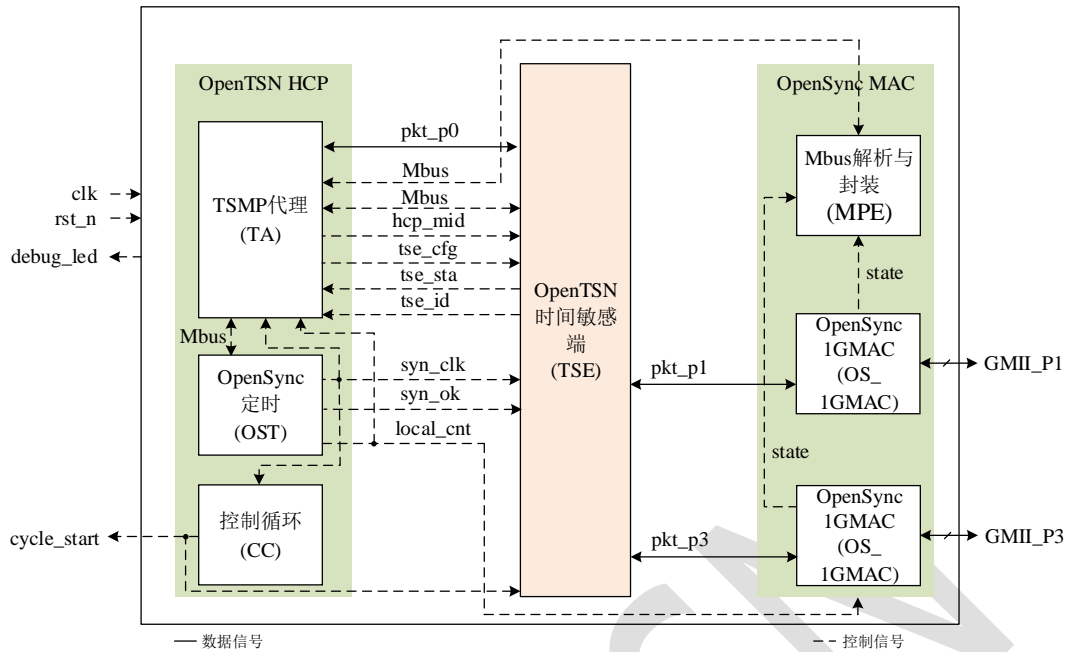 OpenTSN HCP
OpenSync MAC
pkt_p0
Mbus
Mbus
hcp_mid
tse_cfg
tse_sta
tse_id
TSMP代理
(TA)
Mbus解析与
封装
(MPE)
clk
rst_n
debug_led
state
OpenTSN
时间敏感
端
(TSE)
Mbus
OpenSync
定时
(OST)
syn_clk
syn_ok
local_cnt
pkt_p1
OpenSync
1GMAC
(OS_
1GMAC)
GMII_P1
state
控制循环
(CC)
cycle_start
pkt_p3
OpenSync
1GMAC
(OS_
1GMAC)
GMII_P3
数据信号
控制信号